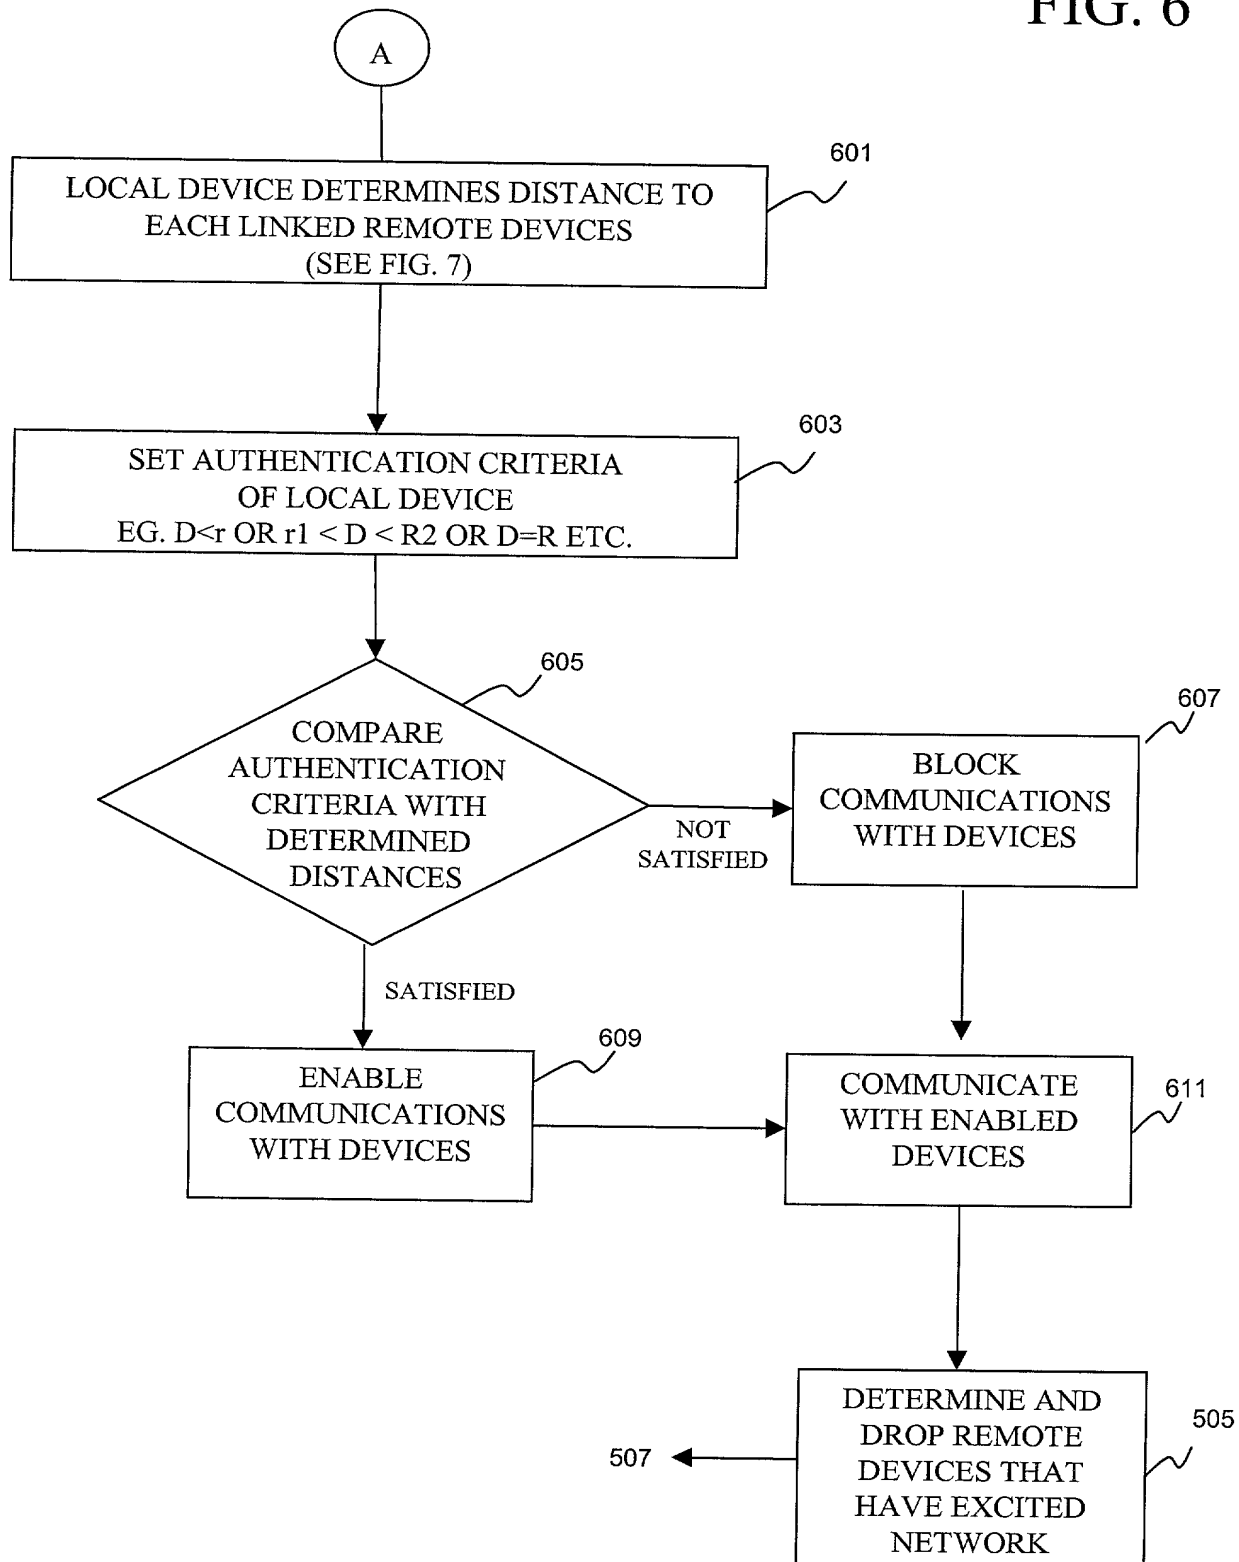 FIG. 6
A
601
LOCAL DEVICE DETERMINES DISTANCE TO
EACH LINKED REMOTE DEVICES
(SEE FIG. 7)
603
SET AUTHENTICATION CRITERIA
OF LOCAL DEVICE
EG. D<r OR r1 < D < R2 OR D=R ETC.
605
COMPARE
AUTHENTICATION
CRITERIA WITH
DETERMINED
DISTANCES
NOT
SATISFIED
607
BLOCK
COMMUNICATIONS
WITH DEVICES
SATISFIED
609
ENABLE
COMMUNICATIONS
WITH DEVICES
611
COMMUNICATE
WITH ENABLED
DEVICES
505
DETERMINE AND
DROP REMOTE
DEVICES THAT
HAVE EXCITED
NETWORK
507